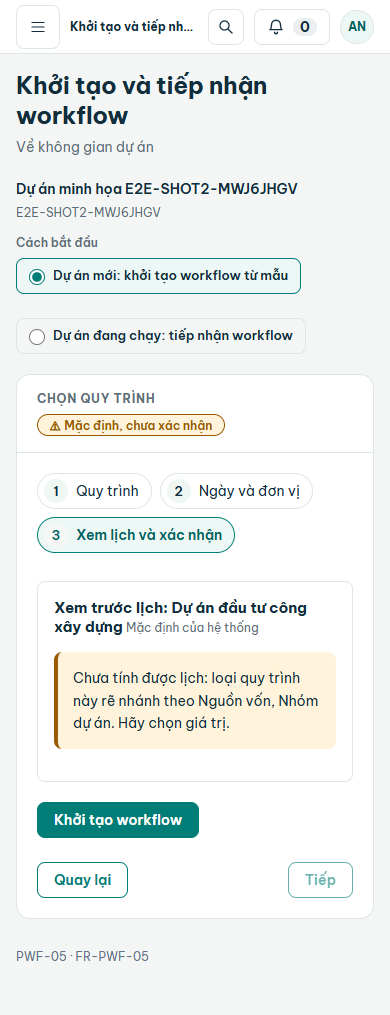 Khởi tạo và tiếp nh...
0
AN
Khởi tạo và tiếp nhận
workflow
Về không gian dự án
Dự án minh họa E2E-SHOT2-MWJ6JHGV
E2E-SHOT2-MWJ6JHGV
Cách bắt đầu
Dự án mới: khởi tạo workflow từ mẫu
Dự án đang chạy: tiếp nhận workflow
CHỌN QUY TRÌNH
⚠ Mặc định, chưa xác nhận
1 Quy trình
2 Ngày và đơn vị
3 Xem lịch và xác nhận
Xem trước lịch: Dự án đầu tư công
xây dựng Mặc định của hệ thống
Chưa tính được lịch: loại quy trình
này rẽ nhánh theo Nguồn vốn, Nhóm
dự án. Hãy chọn giá trị.
Khởi tạo workflow
Quay lại
Tiếp
PWF-05 · FR-PWF-05